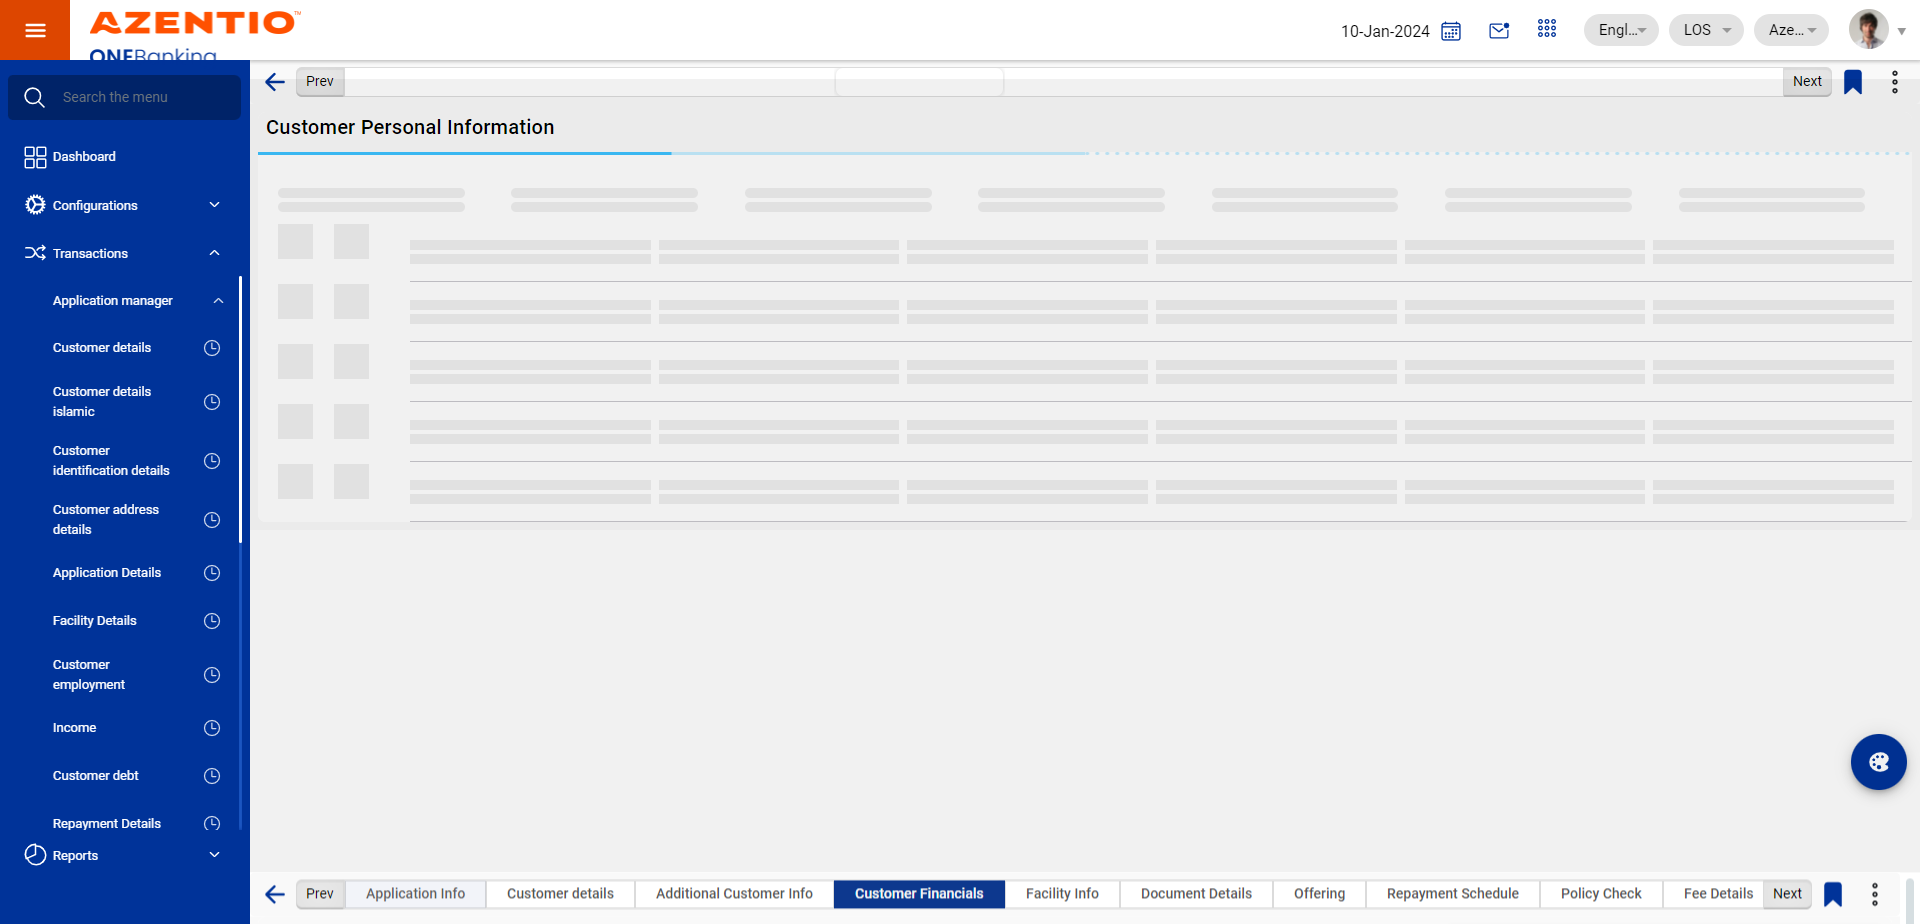 AZENTIO™
ONEBanking
10-Jan-2024
Engl...
LOS
Aze...
Search the menu
Prev
Next
Customer Personal Information
Dashboard
Configurations
Transactions
Application manager
Customer details
Customer details
islamic
Customer
identification details
Customer address
details
Application Details
Facility Details
Customer
employment
Income
Customer debt
Repayment Details
Reports
Prev
Application Info
Customer details
Additional Customer Info
Customer Financials
Facility Info
Document Details
Offering
Repayment Schedule
Policy Check
Fee Details
Next